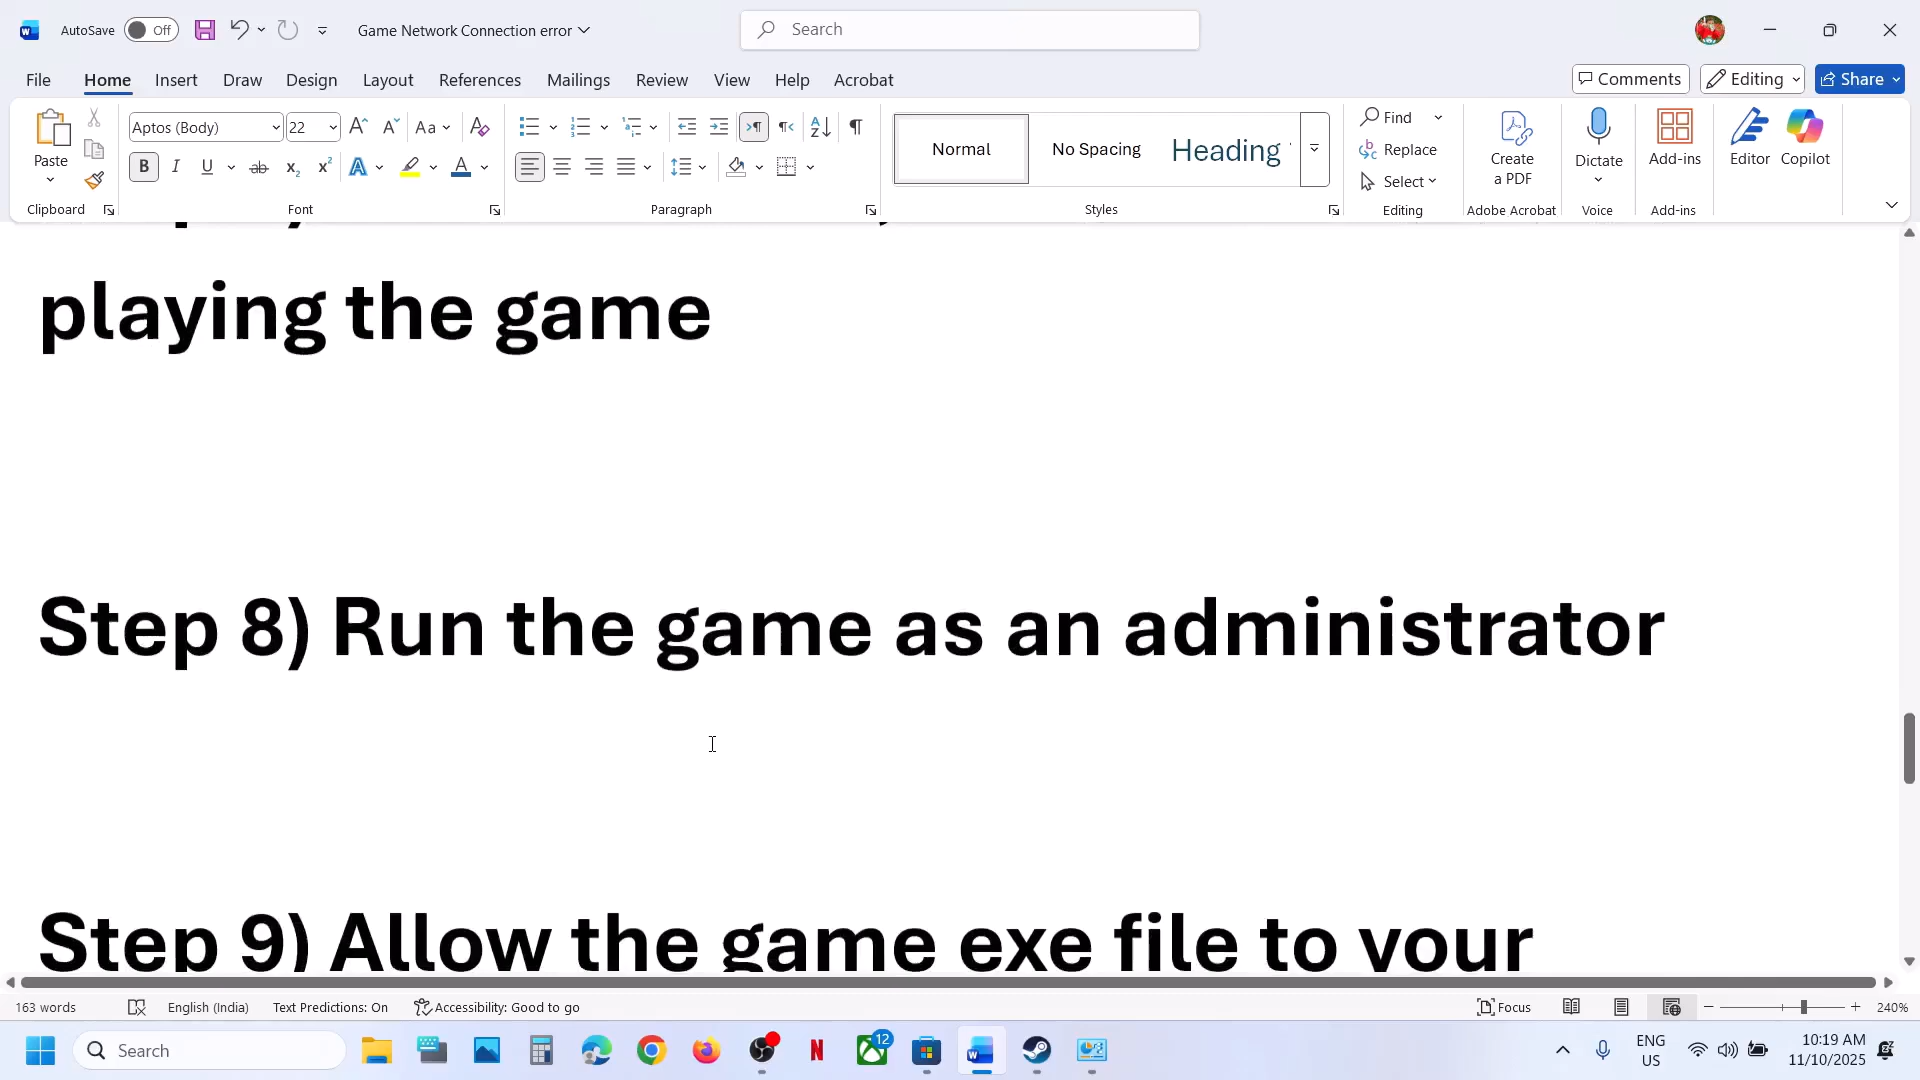 AutoSave Off Game Network Connection error Search
File Home Insert Draw Design Layout References Mailings Review View Help Acrobat Comments Editing Share
Paste Aptos (Body) 22 Aa Normal No Spacing Heading Find Replace Select Create a PDF Dictate Add-ins Editor Copilot
Clipboard Font Paragraph Styles Editing Adobe Acrobat Voice Add-ins
playing the game
Step 8) Run the game as an administrator
Step 9) Allow the game exe file to your
163 words English (India) Text Predictions: On Accessibility: Good to go Focus 240%
Search 12 ENG US 10:19 AM 11/10/2025